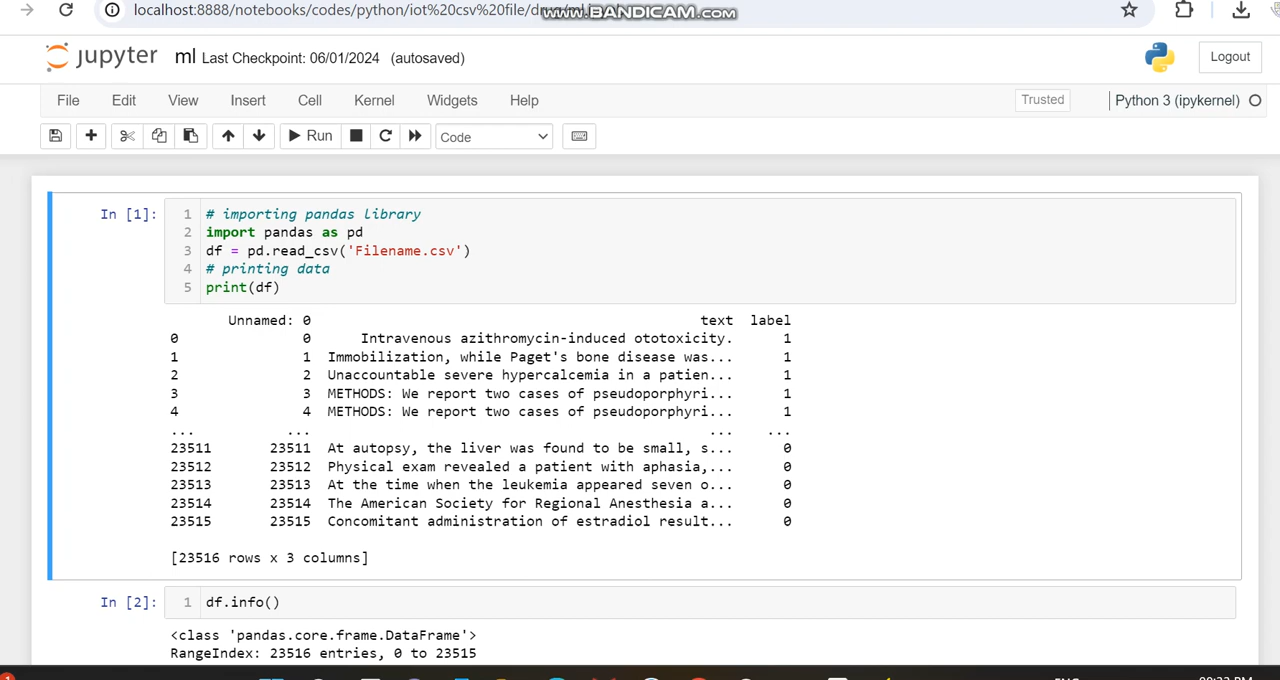 localhost:8888/notebooks/codes/python/iot%20csv%20file/
www.BANDICAM.com
jupyter ml Last Checkpoint: 06/01/2024 (autosaved) Logout
File Edit View Insert Cell Kernel Widgets Help Trusted Python 3 (ipykernel)
Run Code
In [1]:
1 # importing pandas library
2 import pandas as pd
3 df = pd.read_csv('Filename.csv')
4 # printing data
5 print(df)
Unnamed: 0 text label
0 0 Intravenous azithromycin-induced ototoxicity. 1
1 1 Immobilization, while Paget's bone disease was... 1
2 2 Unaccountable severe hypercalcemia in a patien... 1
3 3 METHODS: We report two cases of pseudoporphyri... 1
4 4 METHODS: We report two cases of pseudoporphyri... 1
... ... ... ...
23511 23511 At autopsy, the liver was found to be small, s... 0
23512 23512 Physical exam revealed a patient with aphasia,... 0
23513 23513 At the time when the leukemia appeared seven o... 0
23514 23514 The American Society for Regional Anesthesia a... 0
23515 23515 Concomitant administration of estradiol result... 0
[23516 rows x 3 columns]
In [2]:
1 df.info()
<class 'pandas.core.frame.DataFrame'>
RangeIndex: 23516 entries, 0 to 23515